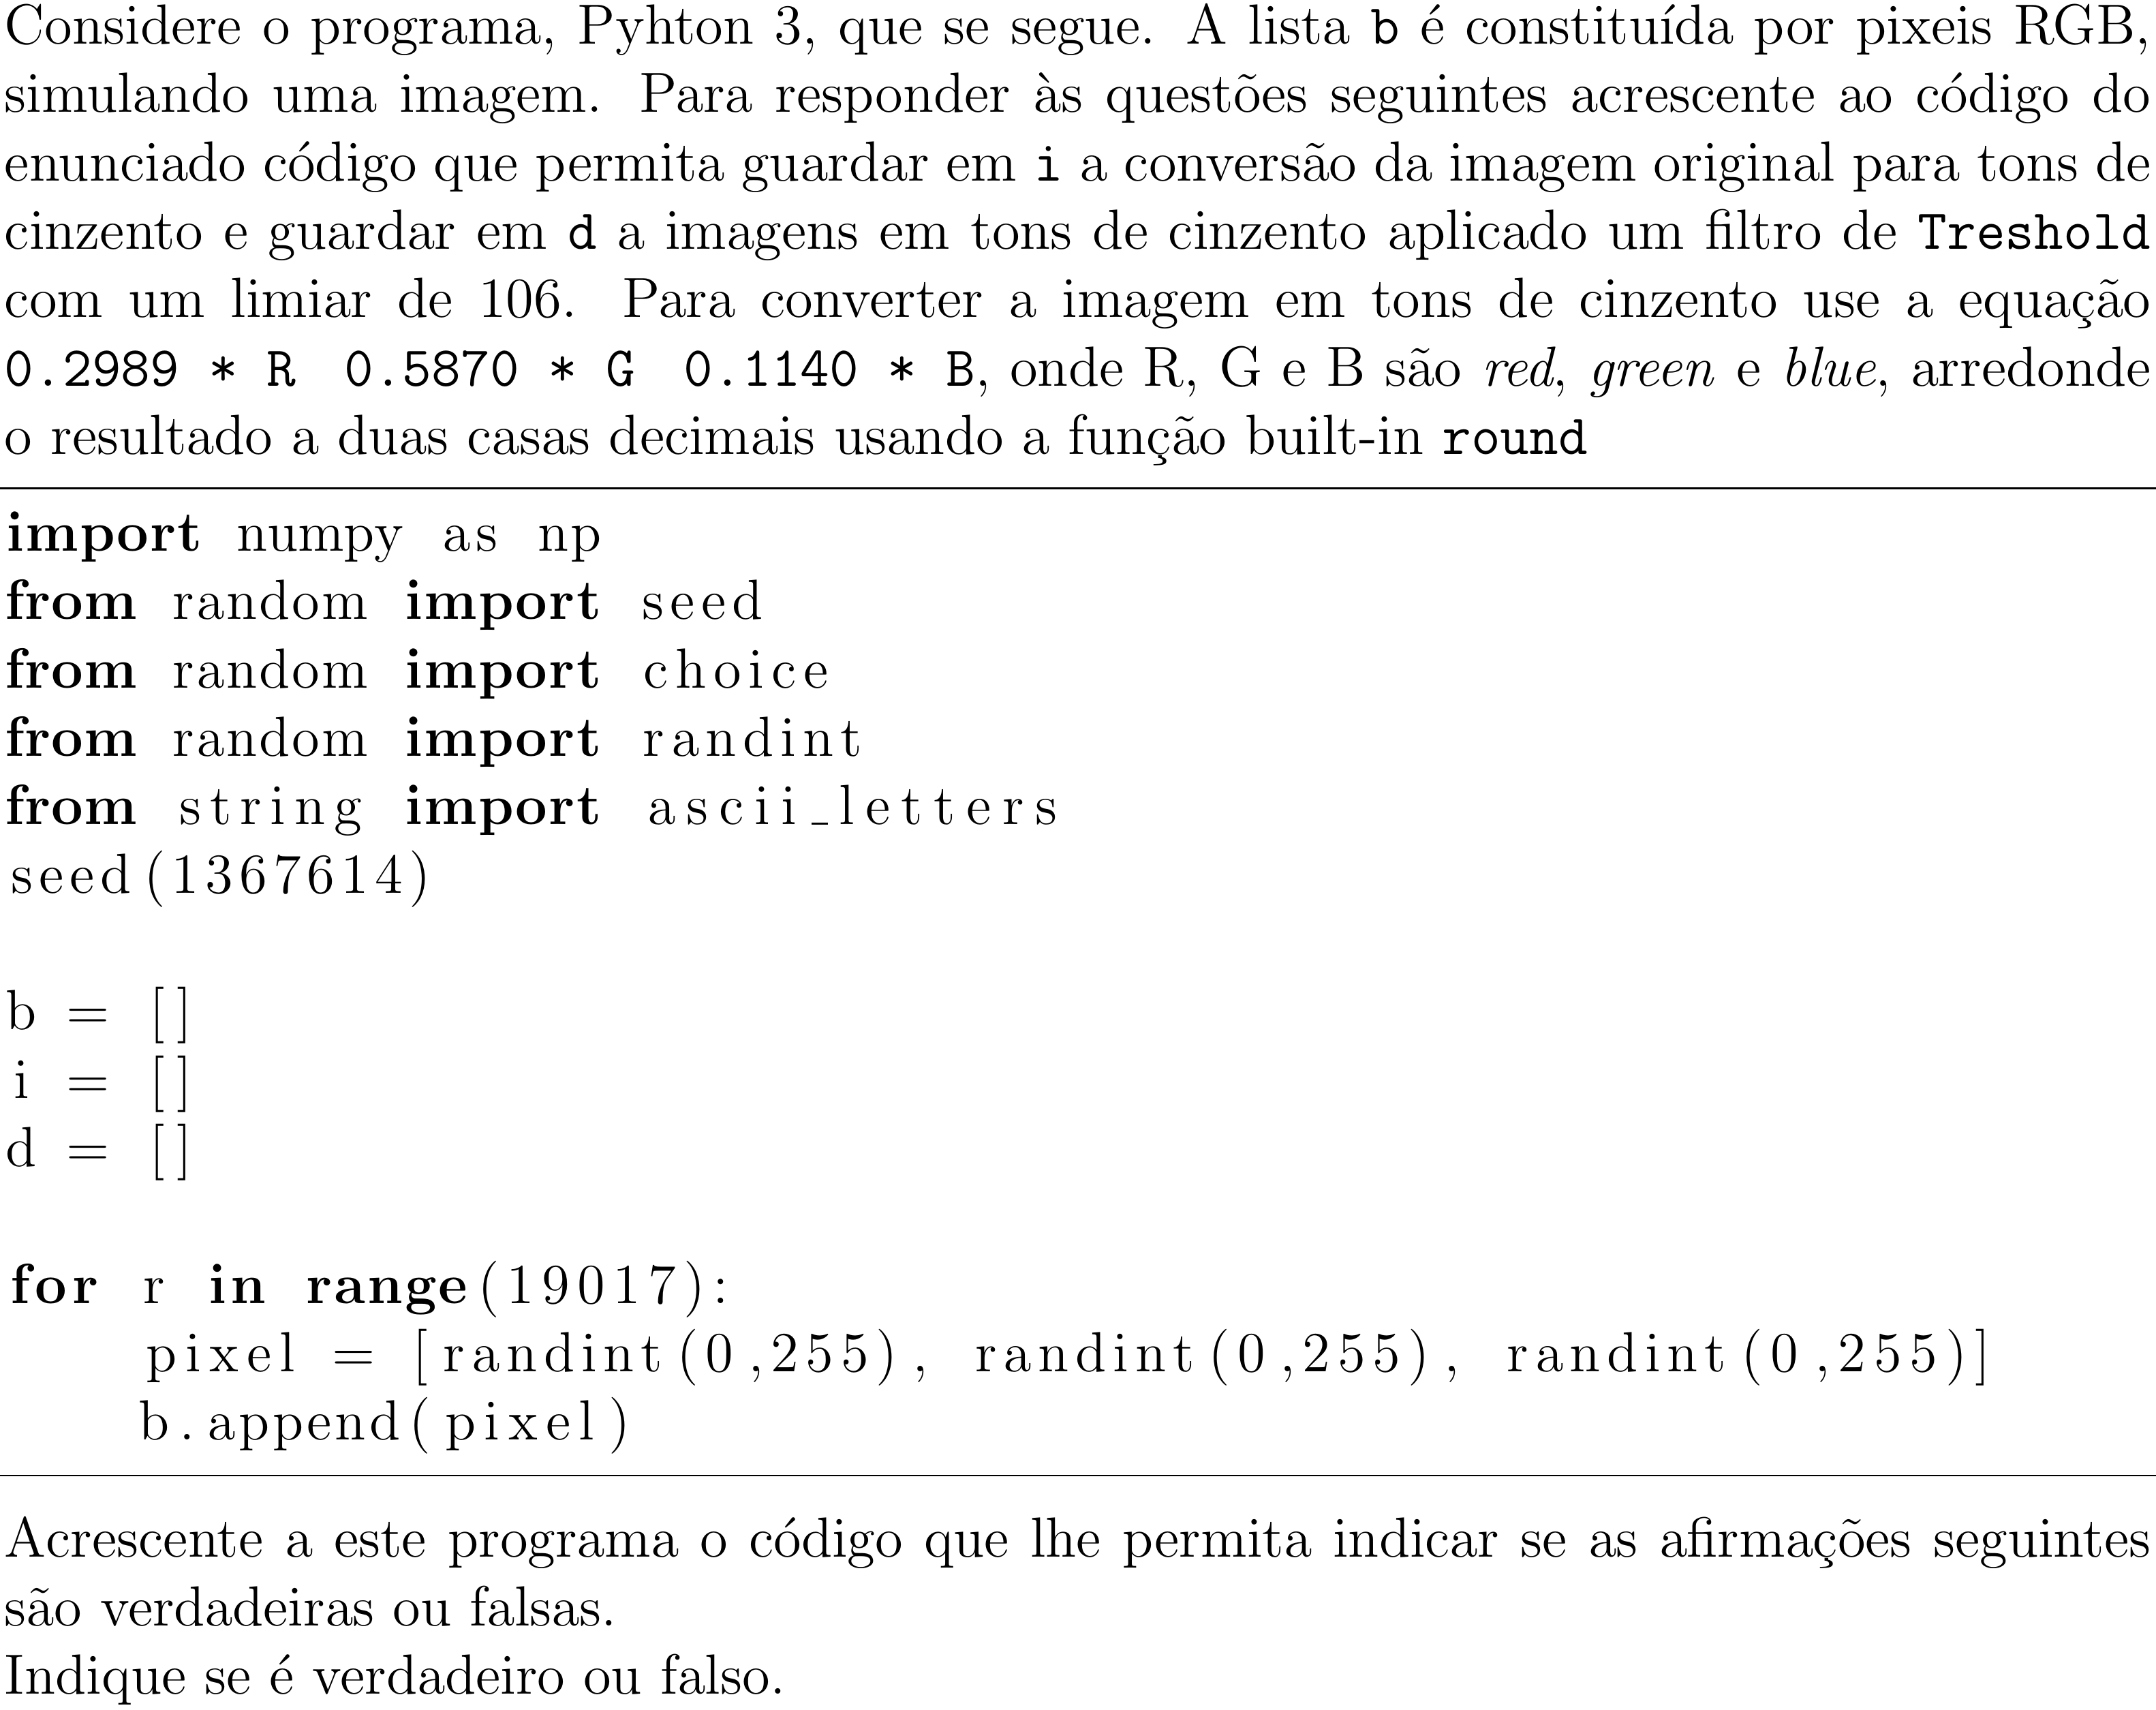 Considere o programa, Pyhton 3, que se segue. A lista b é constituída por pixeis RGB,
simulando uma imagem. Para responder às questões seguintes acrescente ao código do
enunciado código que permita guardar em i a conversão da imagem original para tons de
cinzento e guardar em d a imagens em tons de cinzento aplicado um filtro de Treshold
com um limiar de 106. Para converter a imagem em tons de cinzento use a equação
0.2989 * R 0.5870 * G 0.1140 * B, onde R, G e B são red, green e blue, arredonde
o resultado a duas casas decimais usando a função built-in round
import numpy as np
from random import seed
from random import choice
from random import randint
from string import ascii_letters
seed(1367614)
b = []
i = []
d = []
for r in range(19017):
    pixel = [randint(0,255), randint(0,255), randint(0,255)]
    b.append(pixel)
Acrescente a este programa o código que lhe permita indicar se as afirmações seguintes
são verdadeiras ou falsas.
Indique se é verdadeiro ou falso.